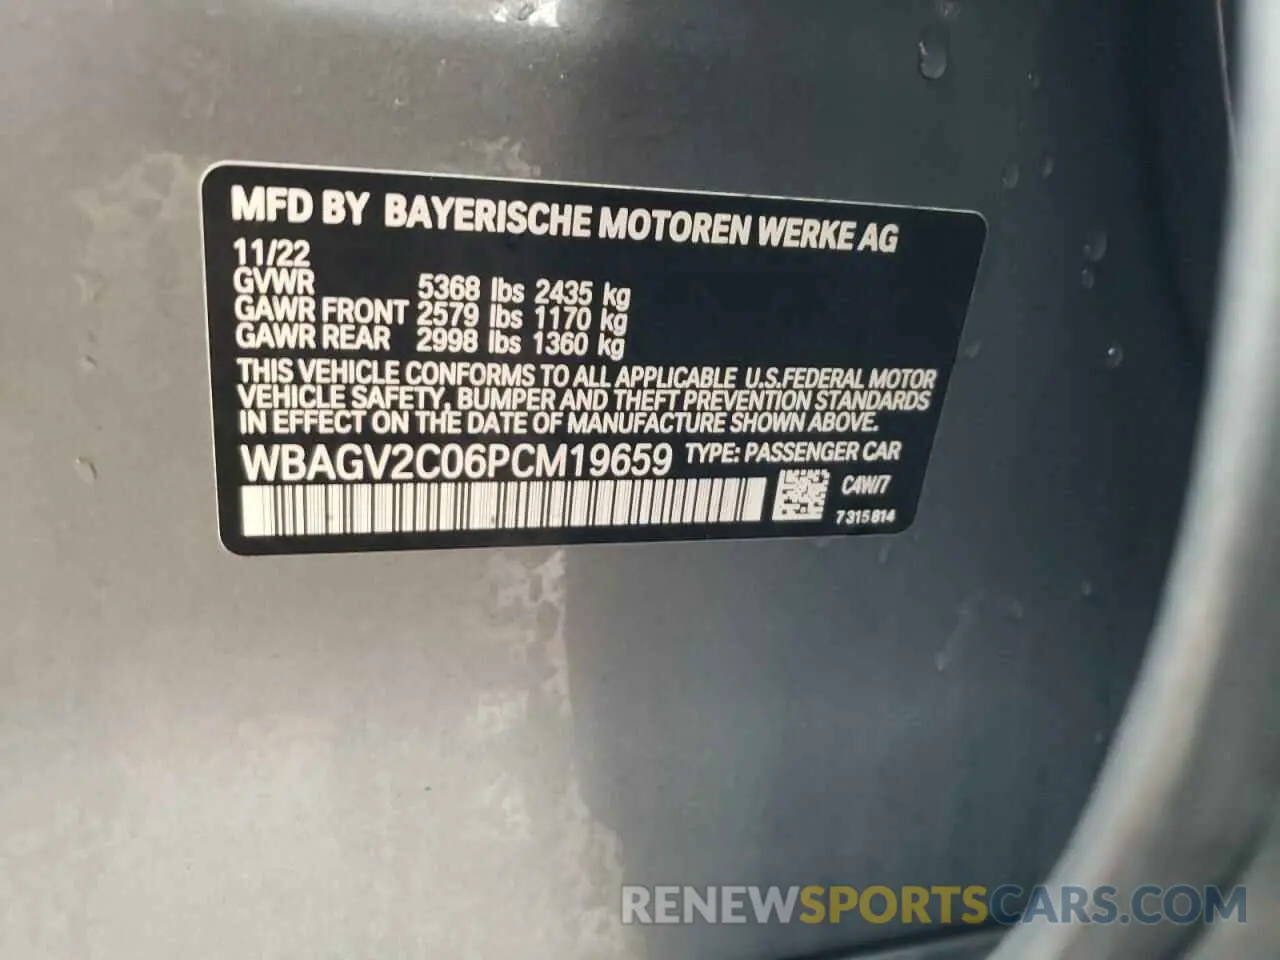 MFD BY BAYERISCHE MOTOREN WERKE AG
11/22
GVWR 5368 lbs 2435 kg
GAWR FRONT 2579 lbs 1170 kg
GAWR REAR 2998 lbs 1360 kg
THIS VEHICLE CONFORMS TO ALL APPLICABLE U.S.FEDERAL MOTOR
VEHICLE SAFETY, BUMPER AND THEFT PREVENTION STANDARDS
IN EFFECT ON THE DATE OF MANUFACTURE SHOWN ABOVE.
WBAGV2C06PCM19659 TYPE: PASSENGER CAR
C4W/7
7315814
RENEWSPORTSCARS.COM